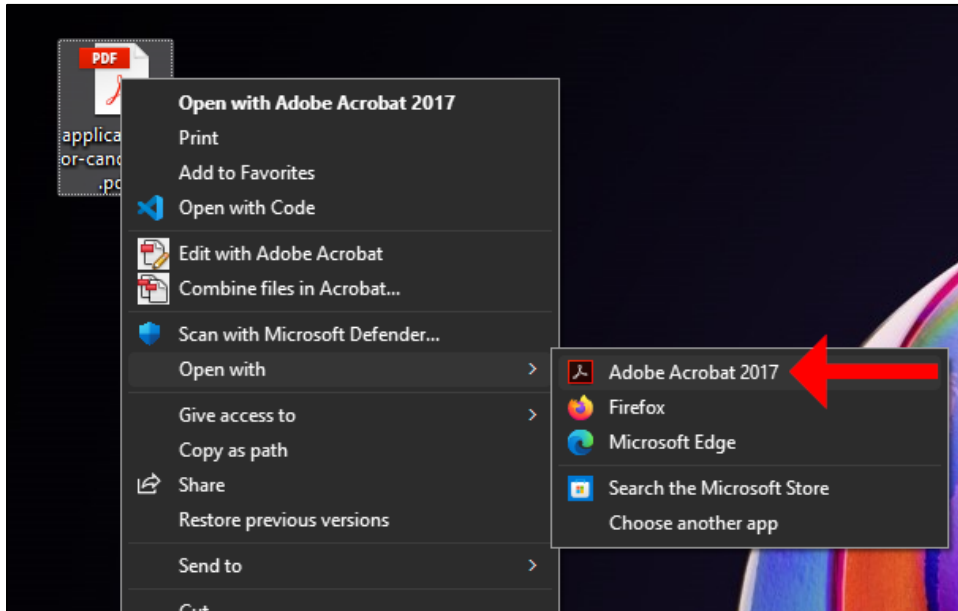 PDF
applica
or-cand
.pd
Open with Adobe Acrobat 2017
Print
Add to Favorites
Open with Code
Edit with Adobe Acrobat
Combine files in Acrobat...
Scan with Microsoft Defender...
Open with
Give access to
Copy as path
Share
Restore previous versions
Send to
Cut
Adobe Acrobat 2017
Firefox
Microsoft Edge
Search the Microsoft Store
Choose another app